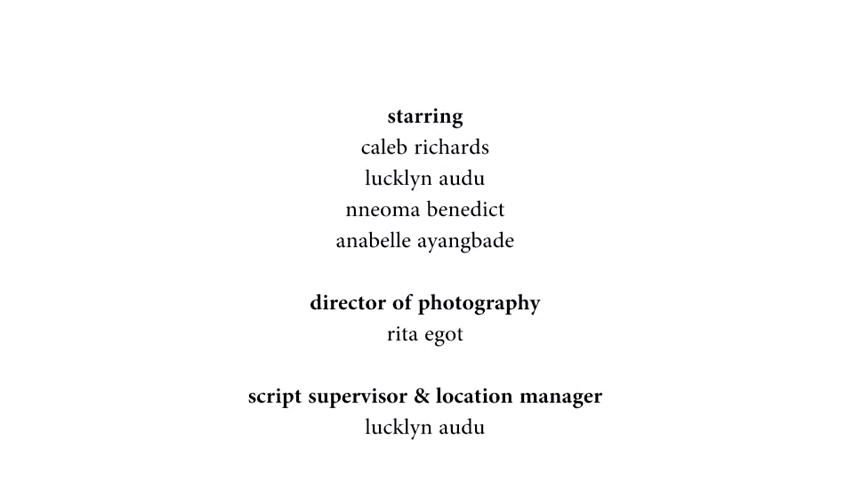 starring
caleb richards
lucklyn audu
nneoma benedict
anabelle ayangbade
director of photography
rita egot
script supervisor & location manager
lucklyn audu